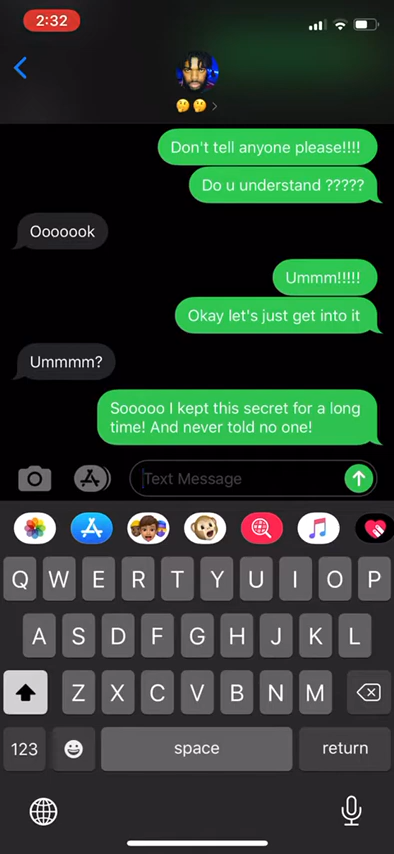 2:32
🤔🤔 >
Don't tell anyone please!!!!
Do u understand ?????
Ooooook
Ummm!!!!!
Okay let's just get into it
Ummmm?
Sooooo I kept this secret for a long
time! And never told no one!
Text Message
Q W E R T Y U I O P
A S D F G H J K L
Z X C V B N M
123 space return